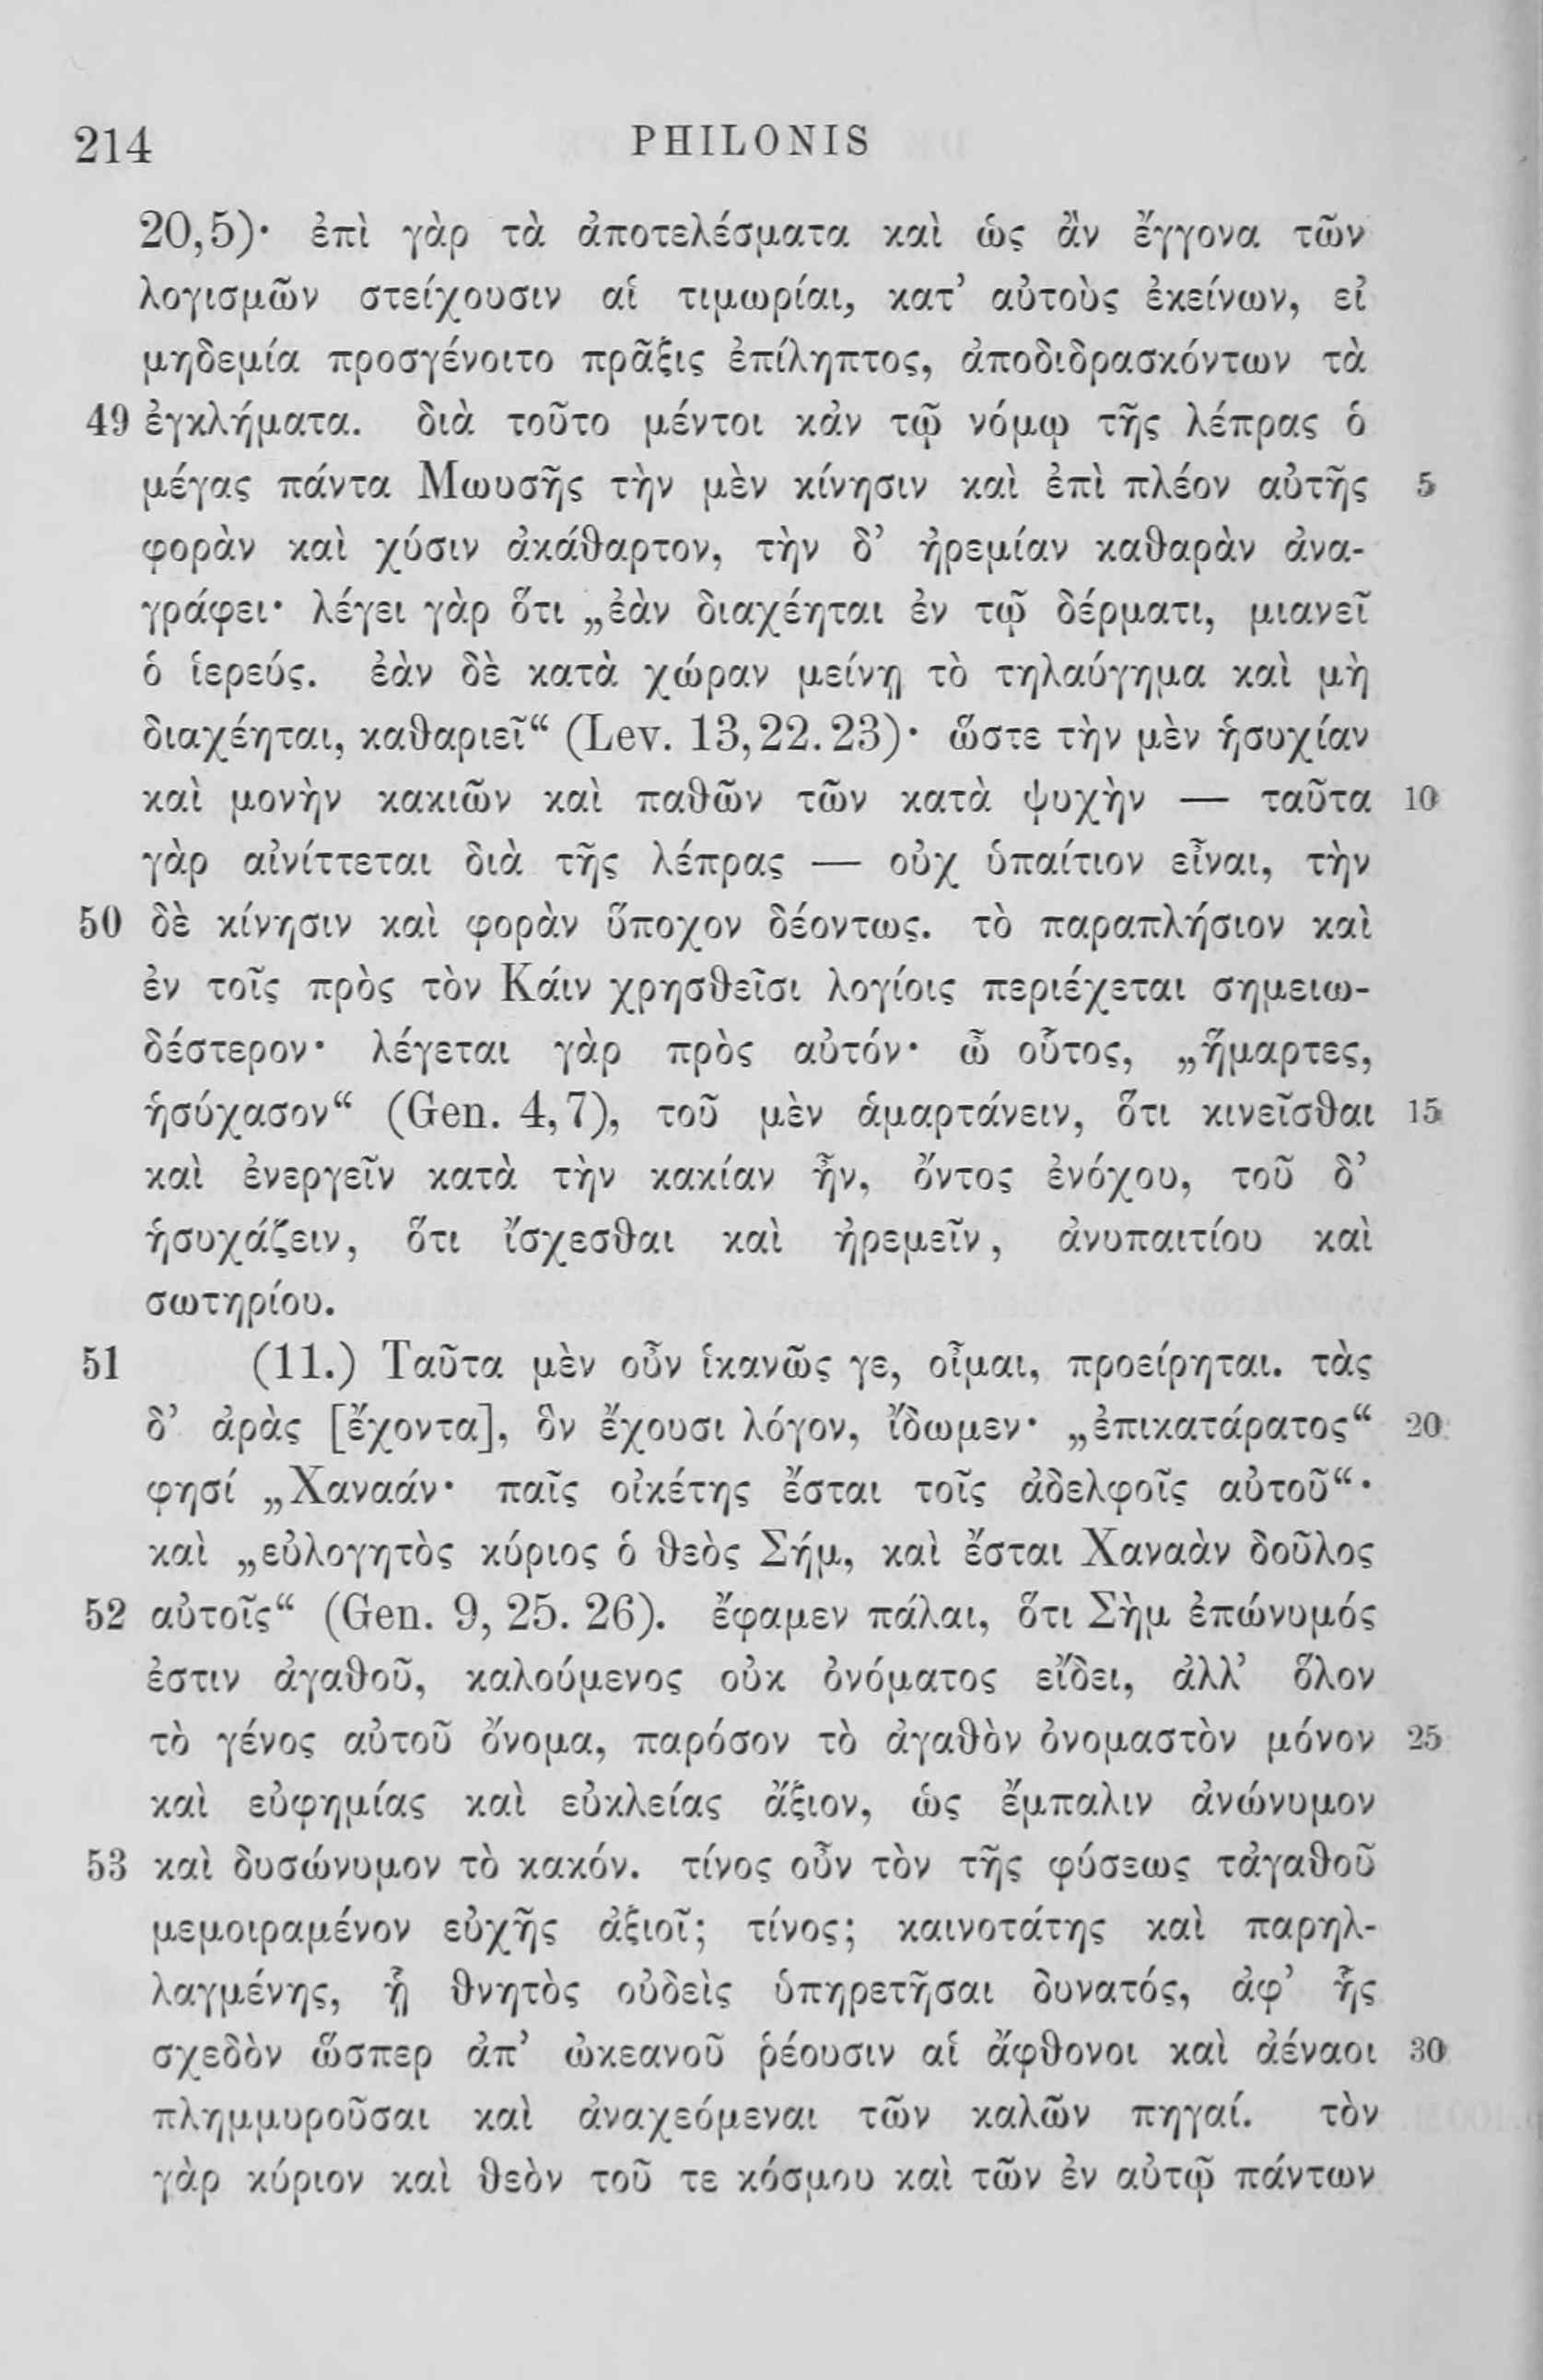 214 PHILONIS
20,5)· ἐπὶ γὰρ τὰ ἀποτελέσματα καὶ ὡς ἂν ἔγγονα τῶν
λογισμῶν στείχουσιν αἱ τιμωρίαι, κατ’ αὐτοὺς ἐκείνων, εἰ
μηδεμία προσγένοιτο πρᾶξις ἐπίληπτος, ἀποδιδρασκόντων τὰ
49 ἐγκλήματα. διὰ τοῦτο μέντοι κἀν τῷ νόμῳ τῆς λέπρας ὁ
μέγας πάντα Μωυσῆς τὴν μὲν κίνησιν καὶ ἐπὶ πλέον αὐτῆς 5
φορὰν καὶ χύσιν ἀκάθαρτον, τὴν δ’ ἠρεμίαν καθαρὰν ἀνα-
γράφει· λέγει γὰρ ὅτι „ἐὰν διαχέηται ἐν τῷ δέρματι, μιανεῖ
ὁ ἱερεύς. ἐὰν δὲ κατὰ χώραν μείνῃ τὸ τηλαύγημα καὶ μὴ
διαχέηται, καθαριεῖ“ (Lev. 13,22.23)· ὥστε τὴν μὲν ἡσυχίαν
καὶ μονὴν κακιῶν καὶ παθῶν τῶν κατὰ ψυχὴν — ταῦτα 10
γὰρ αἰνίττεται διὰ τῆς λέπρας — οὐχ ὑπαίτιον εἶναι, τὴν
50 δὲ κίνησιν καὶ φορὰν ὕποχον δέοντως. τὸ παραπλήσιον καὶ
ἐν τοῖς πρὸς τὸν Κάιν χρησθεῖσι λογίοις περιέχεται σημειω-
δέστερον· λέγεται γὰρ πρὸς αὐτόν· ὦ οὗτος, „ἥμαρτες,
ἡσύχασον“ (Gen. 4,7), τοῦ μὲν ἁμαρτάνειν, ὅτι κινεῖσθαι 15
καὶ ἐνεργεῖν κατὰ τὴν κακίαν ἦν, ὄντος ἐνόχου, τοῦ δ’
ἡσυχάζειν, ὅτι ἴσχεσθαι καὶ ἠρεμεῖν, ἀνυπαιτίου καὶ
σωτηρίου.
51 (11.) Ταῦτα μὲν οὖν ἱκανῶς γε, οἶμαι, προείρηται. τὰς
δ’ ἀρὰς [ἔχοντα], ὃν ἔχουσι λόγον, ἴδωμεν· „ἐπικατάρατος“ 20
φησί „Χαναάν· παῖς οἰκέτης ἔσται τοῖς ἀδελφοῖς αὐτοῦ“·
καὶ „εὐλογητὸς κύριος ὁ θεὸς Σήμ, καὶ ἔσται Χαναὰν δοῦλος
52 αὐτοῖς“ (Gen. 9, 25. 26). ἔφαμεν πάλαι, ὅτι Σὴμ ἐπώνυμός
ἐστιν ἀγαθοῦ, καλούμενος οὐκ ὀνόματος εἴδει, ἀλλ’ ὅλον
τὸ γένος αὐτοῦ ὄνομα, παρόσον τὸ ἀγαθὸν ὀνομαστὸν μόνον 25
καὶ εὐφημίας καὶ εὐκλείας ἄξιον, ὡς ἔμπαλιν ἀνώνυμον
53 καὶ δυσώνυμον τὸ κακόν. τίνος οὖν τὸν τῆς φύσεως τἀγαθοῦ
μεμοιραμένον εὐχῆς ἀξιοῖ; τίνος; καινοτάτης καὶ παρηλ-
λαγμένης, ᾗ θνητὸς οὐδεὶς ὑπηρετῆσαι δυνατός, ἀφ’ ἧς
σχεδὸν ὥσπερ ἀπ’ ὠκεανοῦ ῥέουσιν αἱ ἄφθονοι καὶ ἀέναοι 30
πλημμυροῦσαι καὶ ἀναχεόμεναι τῶν καλῶν πηγαί. τὸν
γὰρ κύριον καὶ θεὸν τοῦ τε κόσμου καὶ τῶν ἐν αὐτῷ πάντων